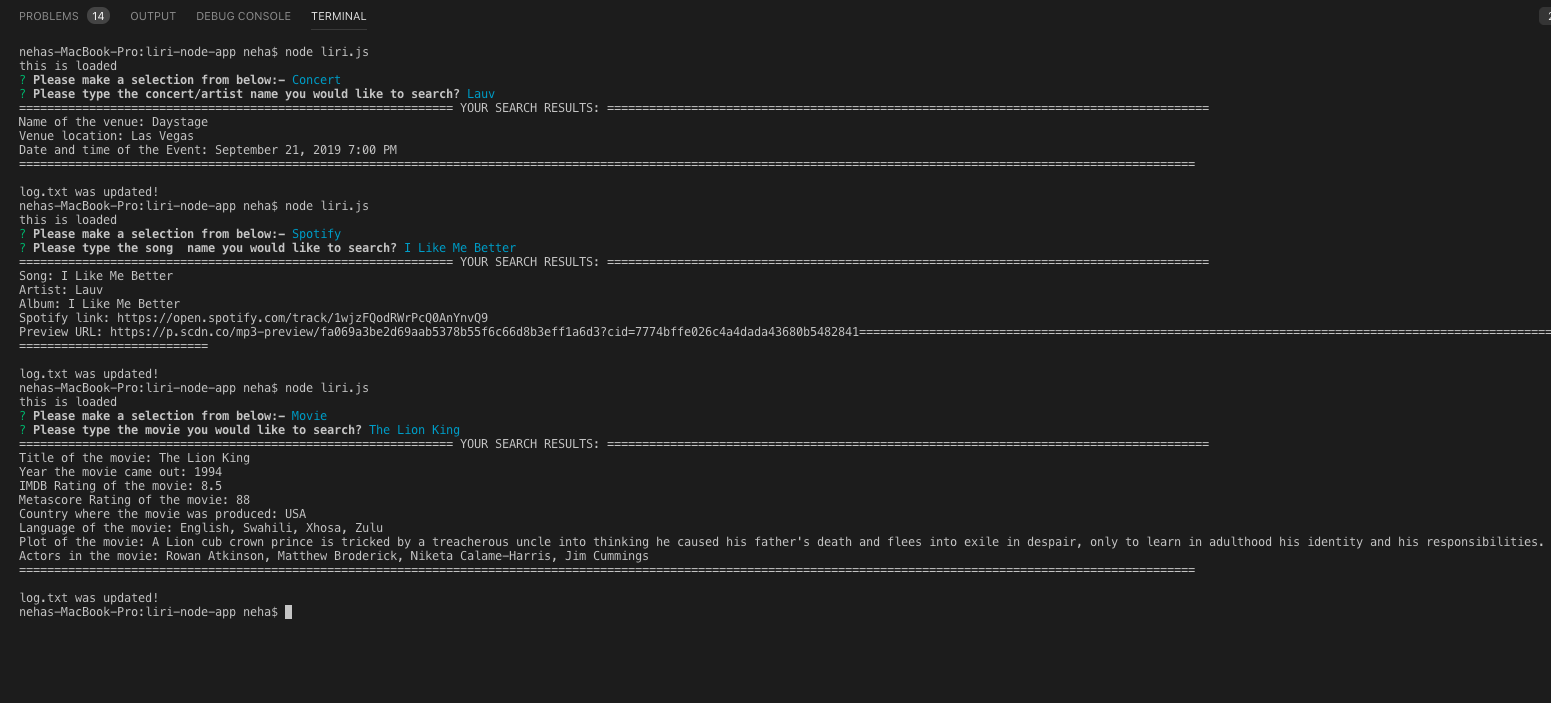 PROBLEMS 14 OUTPUT DEBUG CONSOLE TERMINAL 2
nehas-MacBook-Pro:liri-node-app neha$ node liri.js
this is loaded
? Please make a selection from below:- Concert
? Please type the concert/artist name you would like to search? Lauv
============================================================== YOUR SEARCH RESULTS: ======================================================================================
Name of the venue: Daystage
Venue location: Las Vegas
Date and time of the Event: September 21, 2019 7:00 PM
========================================================================================================================================================================

log.txt was updated!
nehas-MacBook-Pro:liri-node-app neha$ node liri.js
this is loaded
? Please make a selection from below:- Spotify
? Please type the song  name you would like to search? I Like Me Better
============================================================== YOUR SEARCH RESULTS: ======================================================================================
Song: I Like Me Better
Artist: Lauv
Album: I Like Me Better
Spotify link: https://open.spotify.com/track/1wjzFQodRWrPcQ0AnYnvQ9
Preview URL: https://p.scdn.co/mp3-preview/fa069a3be2d69aab5378b55f6c66d8b3eff1a6d3?cid=7774bffe026c4a4dada43680b5482841===================================================================================================
===========================

log.txt was updated!
nehas-MacBook-Pro:liri-node-app neha$ node liri.js
this is loaded
? Please make a selection from below:- Movie
? Please type the movie you would like to search? The Lion King
============================================================== YOUR SEARCH RESULTS: ======================================================================================
Title of the movie: The Lion King
Year the movie came out: 1994
IMDB Rating of the movie: 8.5
Metascore Rating of the movie: 88
Country where the movie was produced: USA
Language of the movie: English, Swahili, Xhosa, Zulu
Plot of the movie: A Lion cub crown prince is tricked by a treacherous uncle into thinking he caused his father's death and flees into exile in despair, only to learn in adulthood his identity and his responsibilities.
Actors in the movie: Rowan Atkinson, Matthew Broderick, Niketa Calame-Harris, Jim Cummings
========================================================================================================================================================================

log.txt was updated!
nehas-MacBook-Pro:liri-node-app neha$